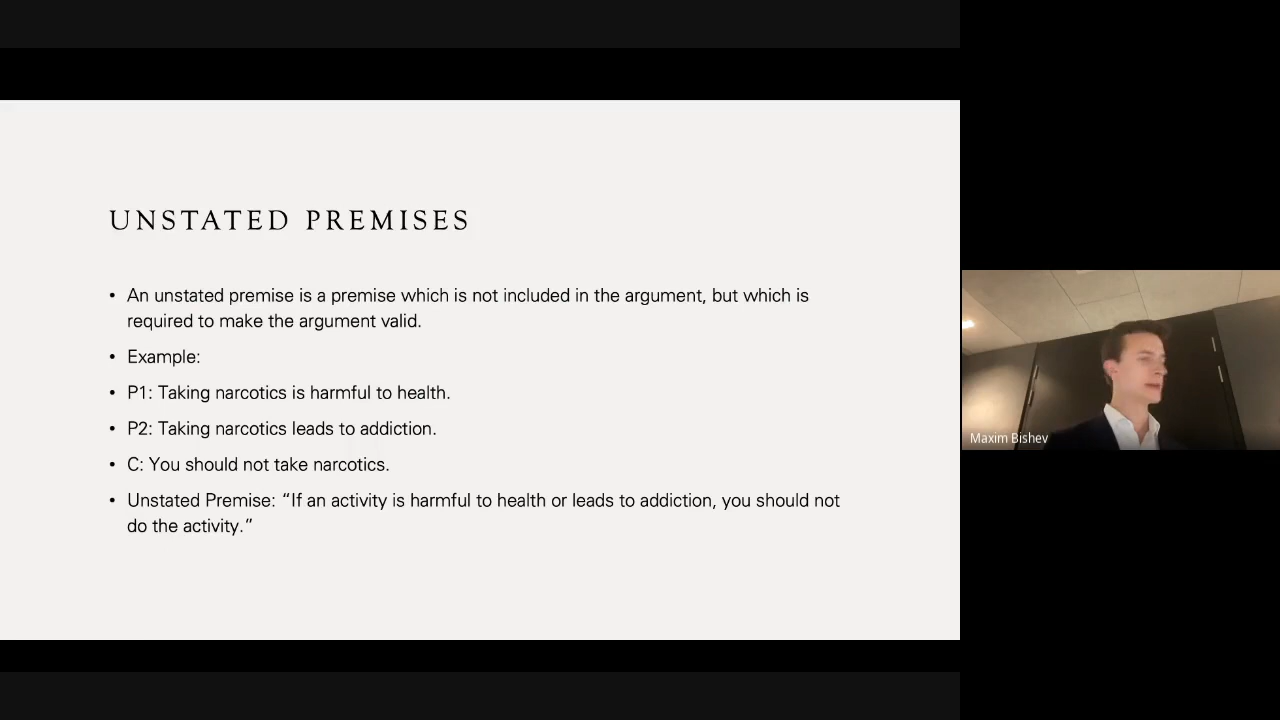 UNSTATED PREMISES
• An unstated premise is a premise which is not included in the argument, but which is
required to make the argument valid.
• Example:
• P1: Taking narcotics is harmful to health.
• P2: Taking narcotics leads to addiction.
• C: You should not take narcotics.
• Unstated Premise: “If an activity is harmful to health or leads to addiction, you should not
do the activity.”
Maxim Bishev